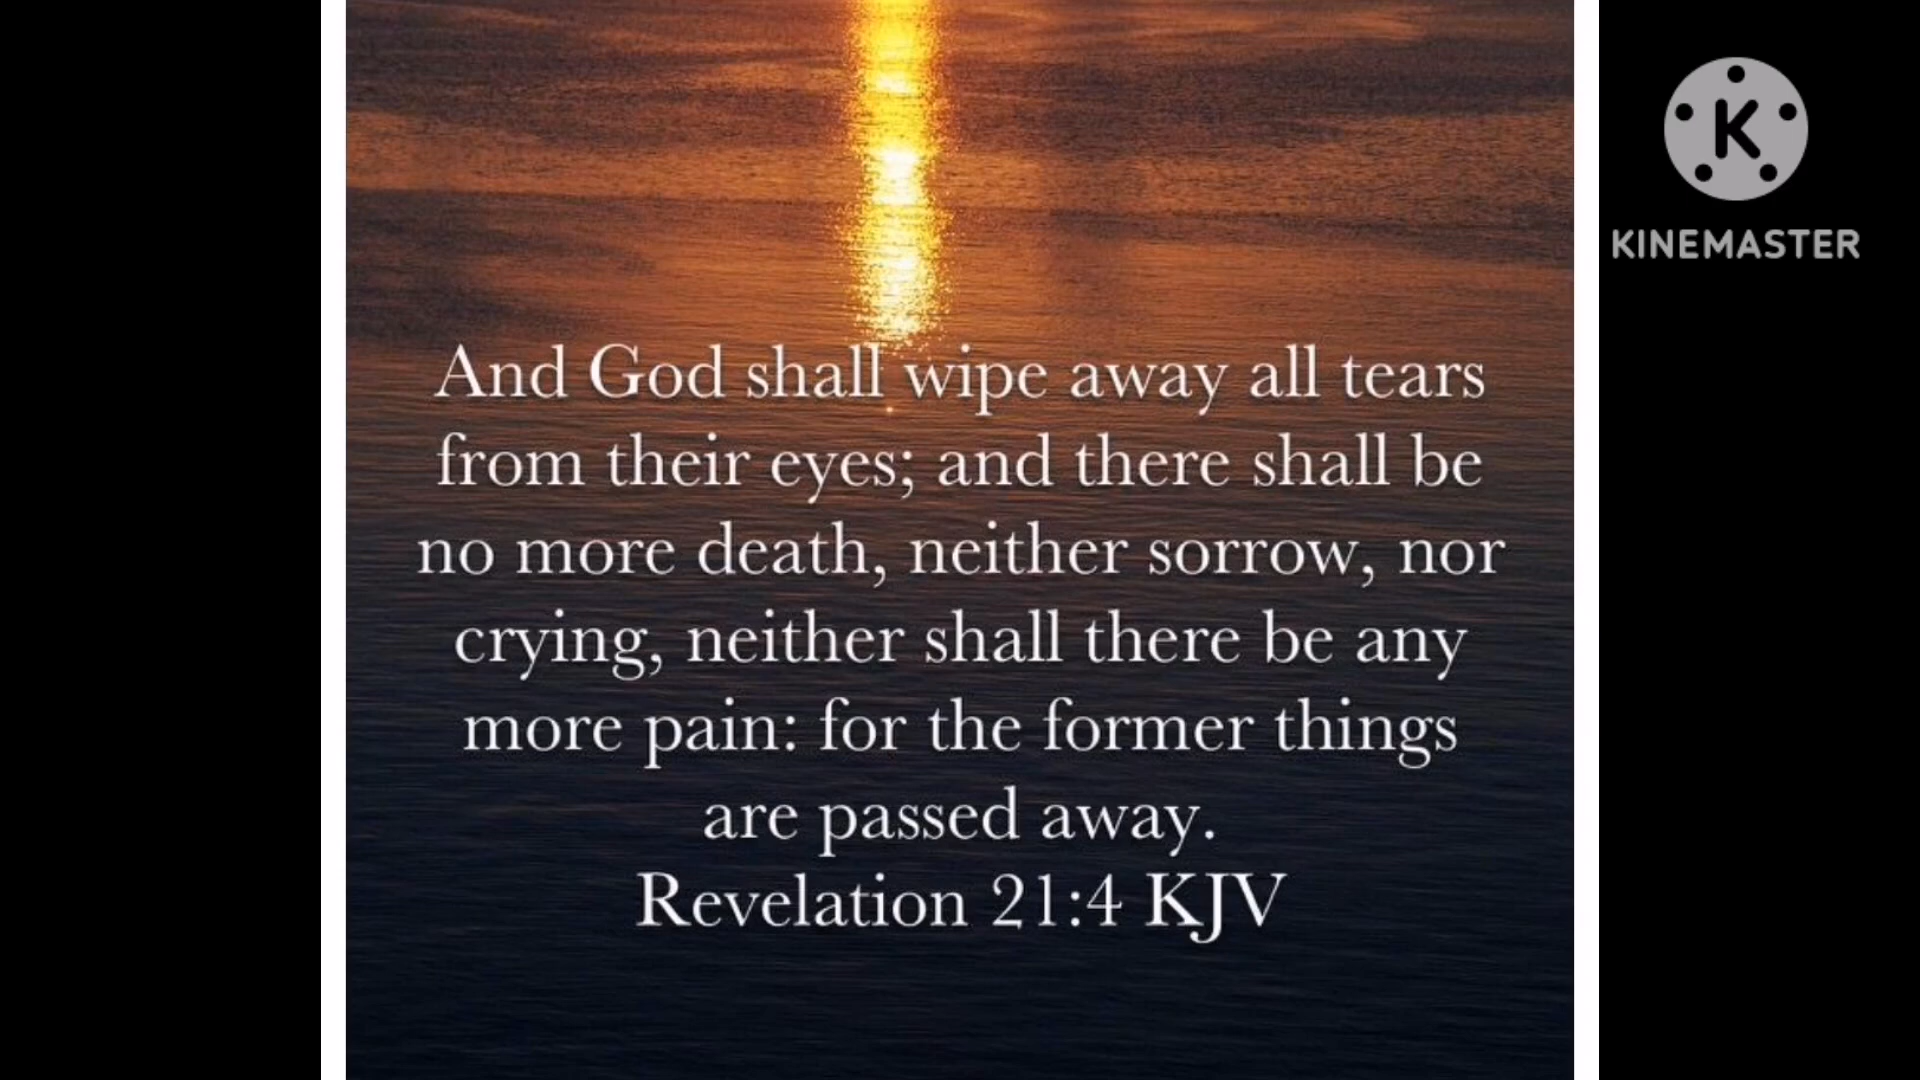 And God shall wipe away all tears
from their eyes; and there shall be
no more death, neither sorrow, nor
crying, neither shall there be any
more pain: for the former things
are passed away.
Revelation 21:4 KJV
K
KINEMASTER